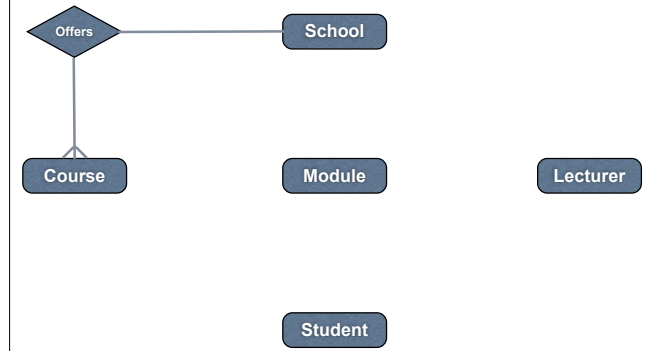 Offers
School
Course
Module
Lecturer
Student